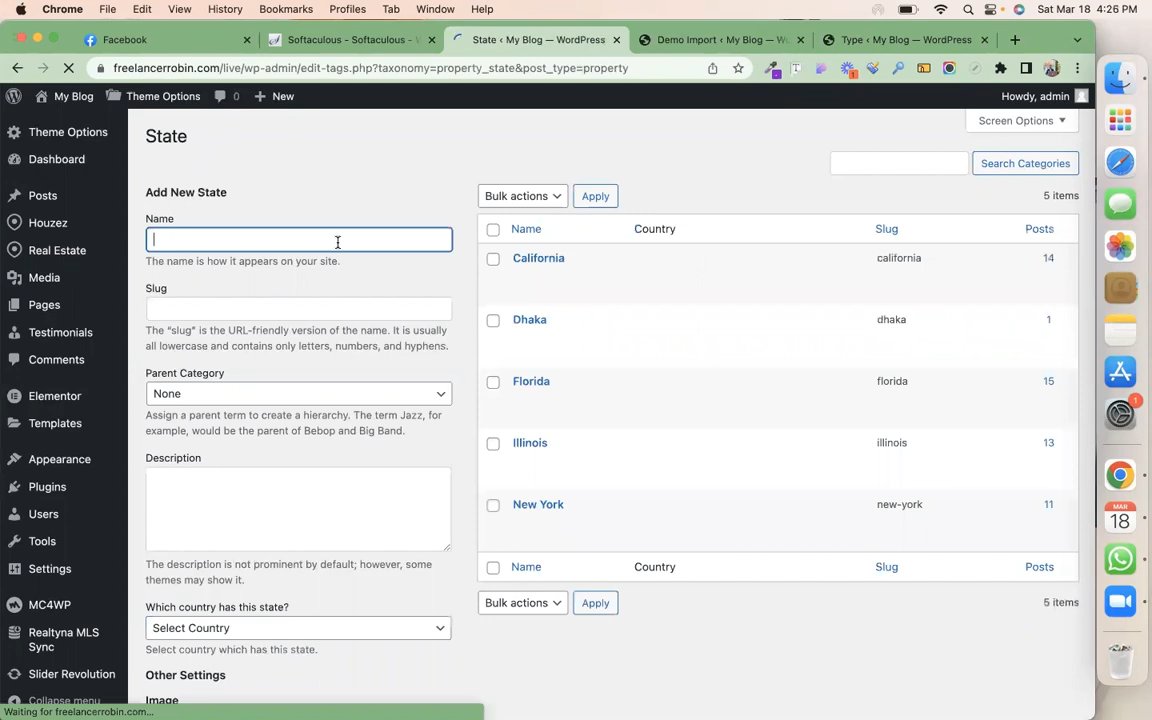 Chrome File Edit View History Bookmarks Profiles Tab Window Help Sat Mar 18 4:26 PM
Facebook Softaculous - Softaculous - State ‹ My Blog — WordPress Demo Import ‹ My Blog — W Type ‹ My Blog — WordPress
freelancerrobin.com/live/wp-admin/edit-tags.php?taxonomy=property_state&post_type=property
My Blog Theme Options 0 New Howdy, admin
Theme Options
Dashboard
Posts
Houzez
Real Estate
Media
Pages
Testimonials
Comments
Elementor
Templates
Appearance
Plugins
Users
Tools
Settings
MC4WP
Realtyna MLS
Sync
Slider Revolution
Collapse menu
Waiting for freelancerrobin.com...
State
Screen Options
Search Categories
Add New State
Name
The name is how it appears on your site.
Slug
The “slug” is the URL-friendly version of the name. It is usually
all lowercase and contains only letters, numbers, and hyphens.
Parent Category
None
Assign a parent term to create a hierarchy. The term Jazz, for
example, would be the parent of Bebop and Big Band.
Description
The description is not prominent by default; however, some
themes may show it.
Which country has this state?
Select Country
Select country which has this state.
Other Settings
Image
Bulk actions Apply 5 items
Name Country Slug Posts
California california 14
Dhaka dhaka 1
Florida florida 15
Illinois illinois 13
New York new-york 11
Name Country Slug Posts
Bulk actions Apply 5 items
1
MAR
18